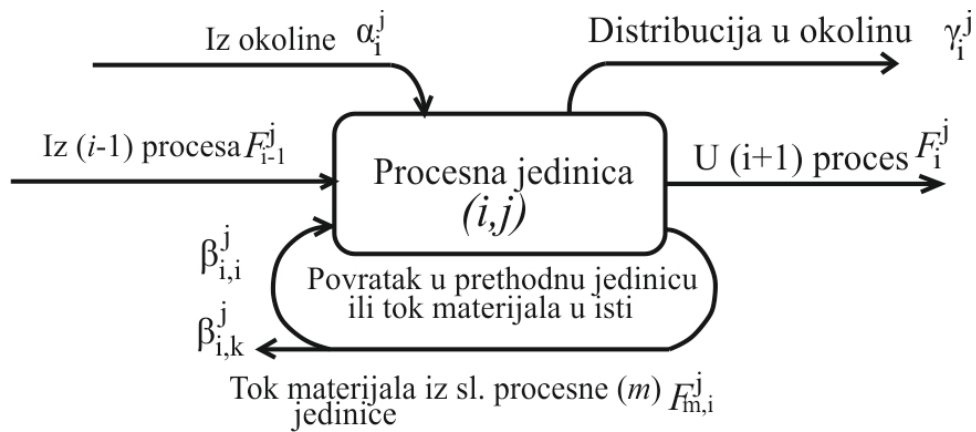 Iz okoline α_i^j
Distribucija u okolinu γ_i^j
Iz (i-1) procesa F_{i-1}^j
Procesna jedinica
(i,j)
U (i+1) proces F_i^j
β_{i,i}^j
Povratak u prethodnu jedinicu
ili tok materijala u isti
β_{i,k}^j
Tok materijala iz sl. procesne (m) F_{m,i}^j
jedinice